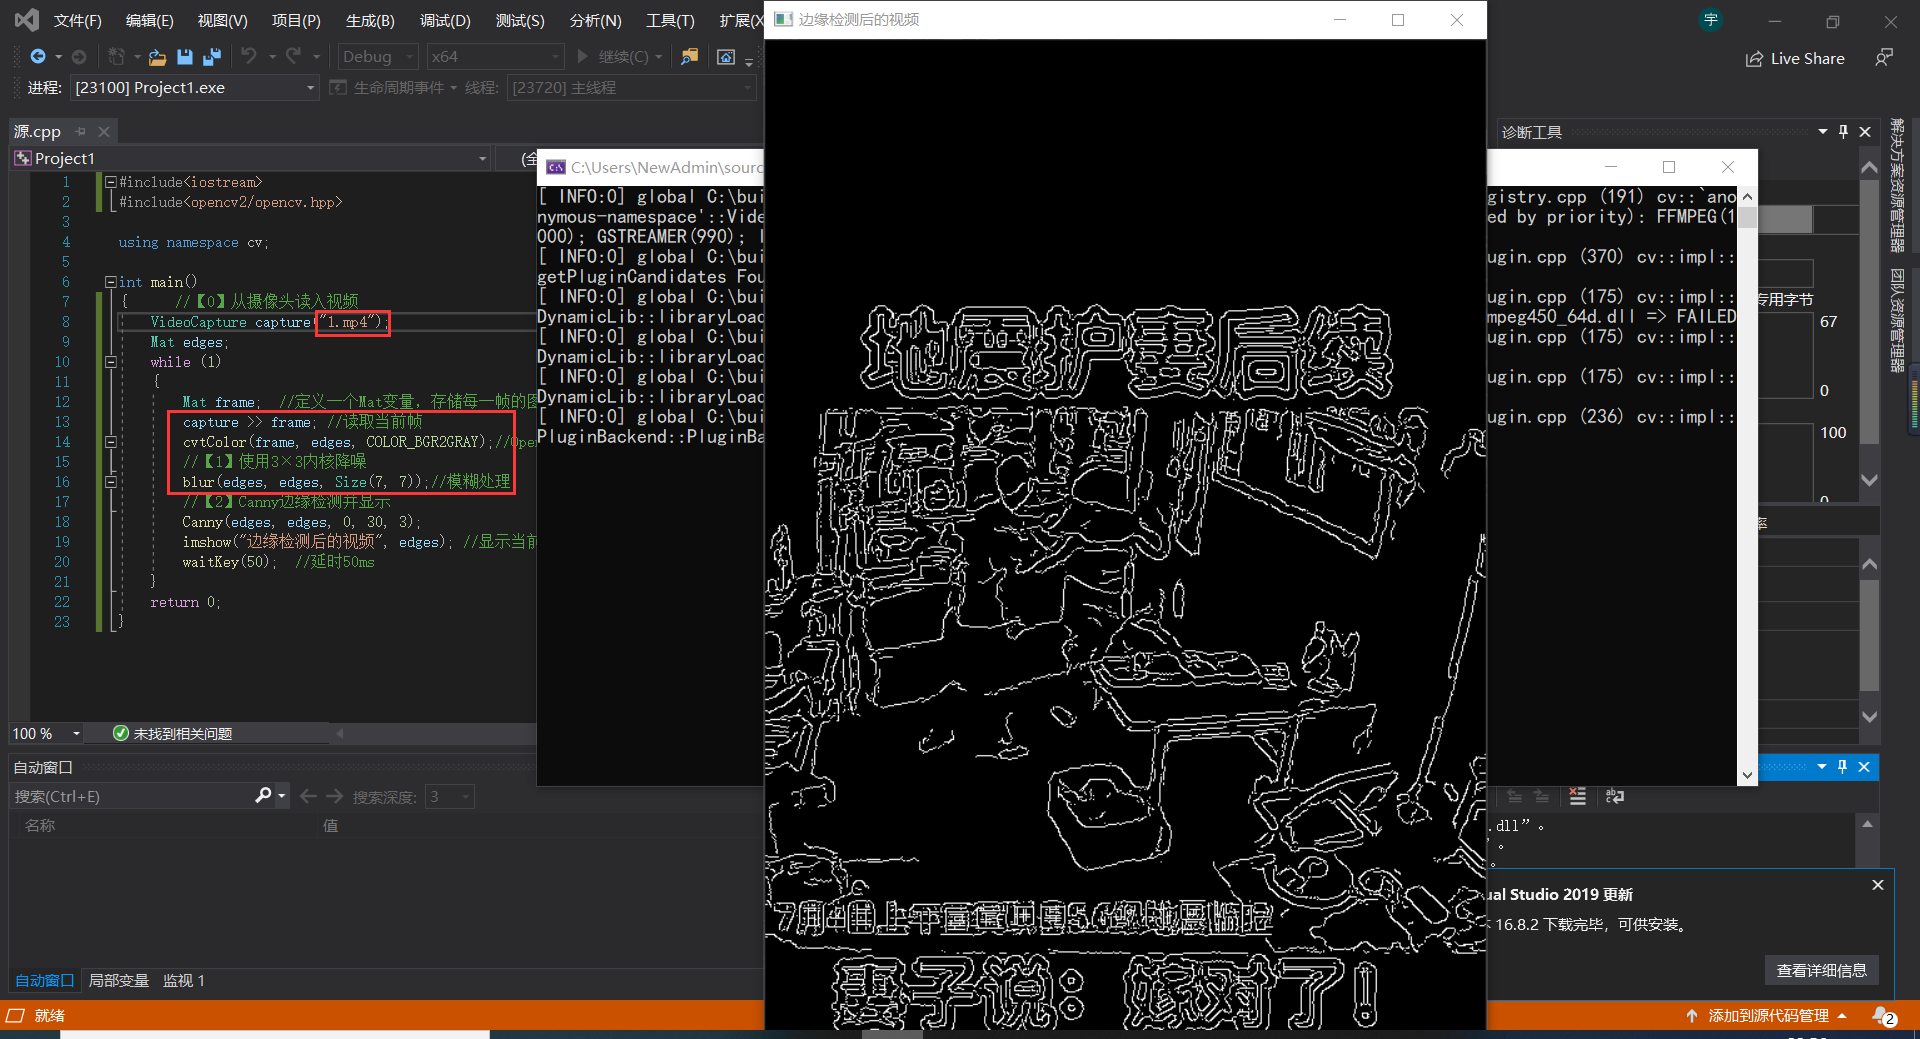 文件(F) 编辑(E) 视图(V) 项目(P) 生成(B) 调试(D) 测试(S) 分析(N) 工具(T) 扩展(X
边缘检测后的视频
宇
Debug x64 继续(C)
Live Share
进程: [23100] Project1.exe 生命周期事件 线程: [23720] 主线程
源.cpp
诊断工具
Project1
C:\Users\NewAdmin\sourc
1 #include<iostream>
2 #include<opencv2/opencv.hpp>
3
4 using namespace cv;
5
6 int main()
7 { //【0】从摄像头读入视频
8 VideoCapture capture("1.mp4");
9 Mat edges;
10 while (1)
11 {
12 Mat frame; //定义一个Mat变量，存储每一帧的图
13 capture >> frame; //读取当前帧
14 cvtColor(frame, edges, COLOR_BGR2GRAY);//Ope
15 //【1】使用3×3内核降噪
16 blur(edges, edges, Size(7, 7));//模糊处理
17 //【2】Canny边缘检测并显示
18 Canny(edges, edges, 0, 30, 3);
19 imshow("边缘检测后的视频", edges); //显示当前
20 waitKey(50); //延时50ms
21 }
22 return 0;
23 }
[ INFO:0] global C:\bui
gistry.cpp (191) cv::`ano
nymous-namespace'::Vide
ed by priority): FFMPEG(1
000); GSTREAMER(990);
[ INFO:0] global C:\bui
ugin.cpp (370) cv::impl::
getPluginCandidates Fou
[ INFO:0] global C:\bui
ugin.cpp (175) cv::impl::
DynamicLib::libraryLoad
mpeg450_64d.dll => FAILED
[ INFO:0] global C:\bui
ugin.cpp (175) cv::impl::
DynamicLib::libraryLoad
[ INFO:0] global C:\bui
ugin.cpp (175) cv::impl::
DynamicLib::libraryLoad
[ INFO:0] global C:\bui
ugin.cpp (236) cv::impl::
PluginBackend::PluginBa
地震护妻后续
妻子说：嫁对了！
专用字节
67
0
100
0
率
解决方案资源管理器
团队资源管理器
100 % 未找到相关问题
自动窗口
搜索(Ctrl+E) 搜索深度: 3
名称 值
自动窗口 局部变量 监视 1
.dll”。
”。
。
ual Studio 2019 更新
16.8.2 下载完毕，可供安装。
查看详细信息
就绪
添加到源代码管理 2